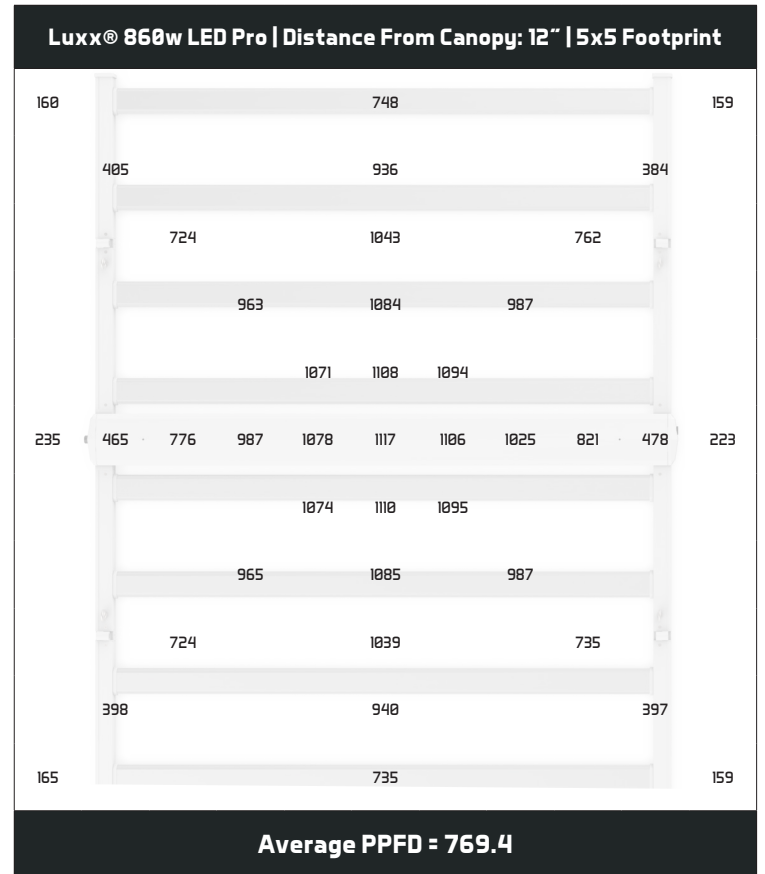 Luxx® 860w LED Pro | Distance From Canopy: 12″ | 5x5 Footprint
160 748 159
405 936 384
724 1043 762
963 1084 987
1071 1108 1094
235 465 776 987 1078 1117 1106 1025 821 478 223
1074 1110 1095
965 1085 987
724 1039 735
398 940 397
165 735 159
Average PPFD = 769.4